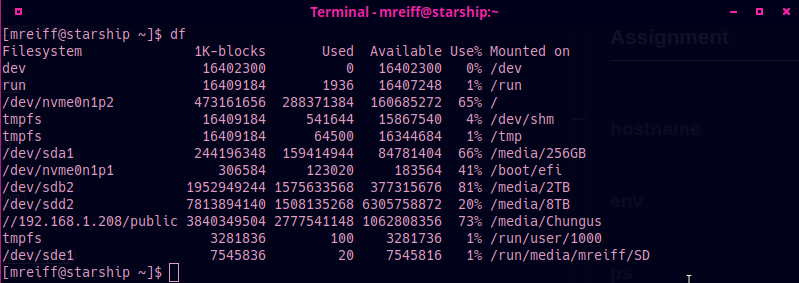 Terminal - mreiff@starship:~
[mreiff@starship ~]$ df
Filesystem 1K-blocks Used Available Use% Mounted on
dev 16402300 0 16402300 0% /dev
run 16409184 1936 16407248 1% /run
/dev/nvme0n1p2 473161656 288371384 160685272 65% /
tmpfs 16409184 541644 15867540 4% /dev/shm
tmpfs 16409184 64500 16344684 1% /tmp
/dev/sda1 244196348 159414944 84781404 66% /media/256GB
/dev/nvme0n1p1 306584 123020 183564 41% /boot/efi
/dev/sdb2 1952949244 1575633568 377315676 81% /media/2TB
/dev/sdd2 7813894140 1508135268 6305758872 20% /media/8TB
//192.168.1.208/public 3840349504 2777541148 1062808356 73% /media/Chungus
tmpfs 3281836 100 3281736 1% /run/user/1000
/dev/sde1 7545836 20 7545816 1% /run/media/mreiff/SD
[mreiff@starship ~]$
Assignment
hostname
env
ps